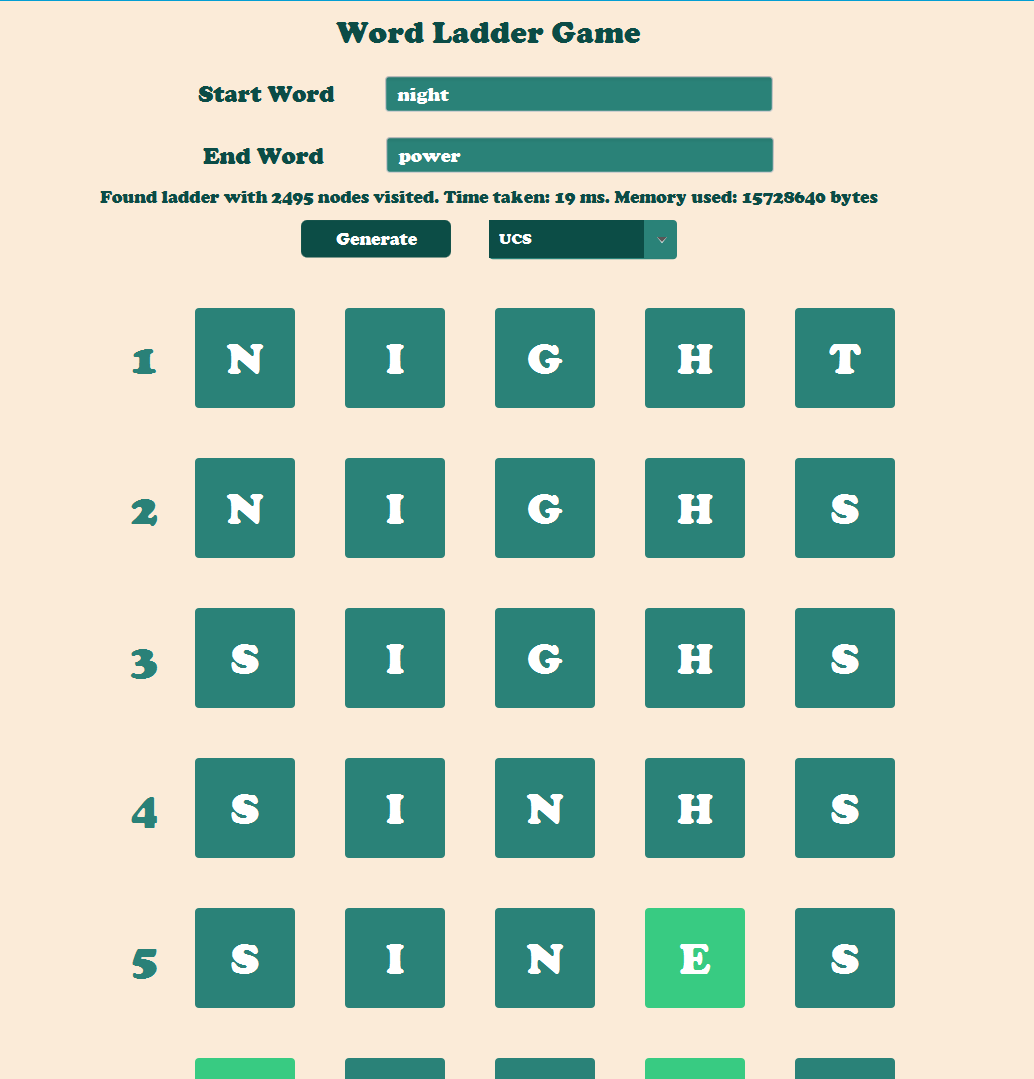 Word Ladder Game
Start Word night
End Word power
Found ladder with 2495 nodes visited. Time taken: 19 ms. Memory used: 15728640 bytes
Generate UCS
1 N I G H T
2 N I G H S
3 S I G H S
4 S I N H S
5 S I N E S